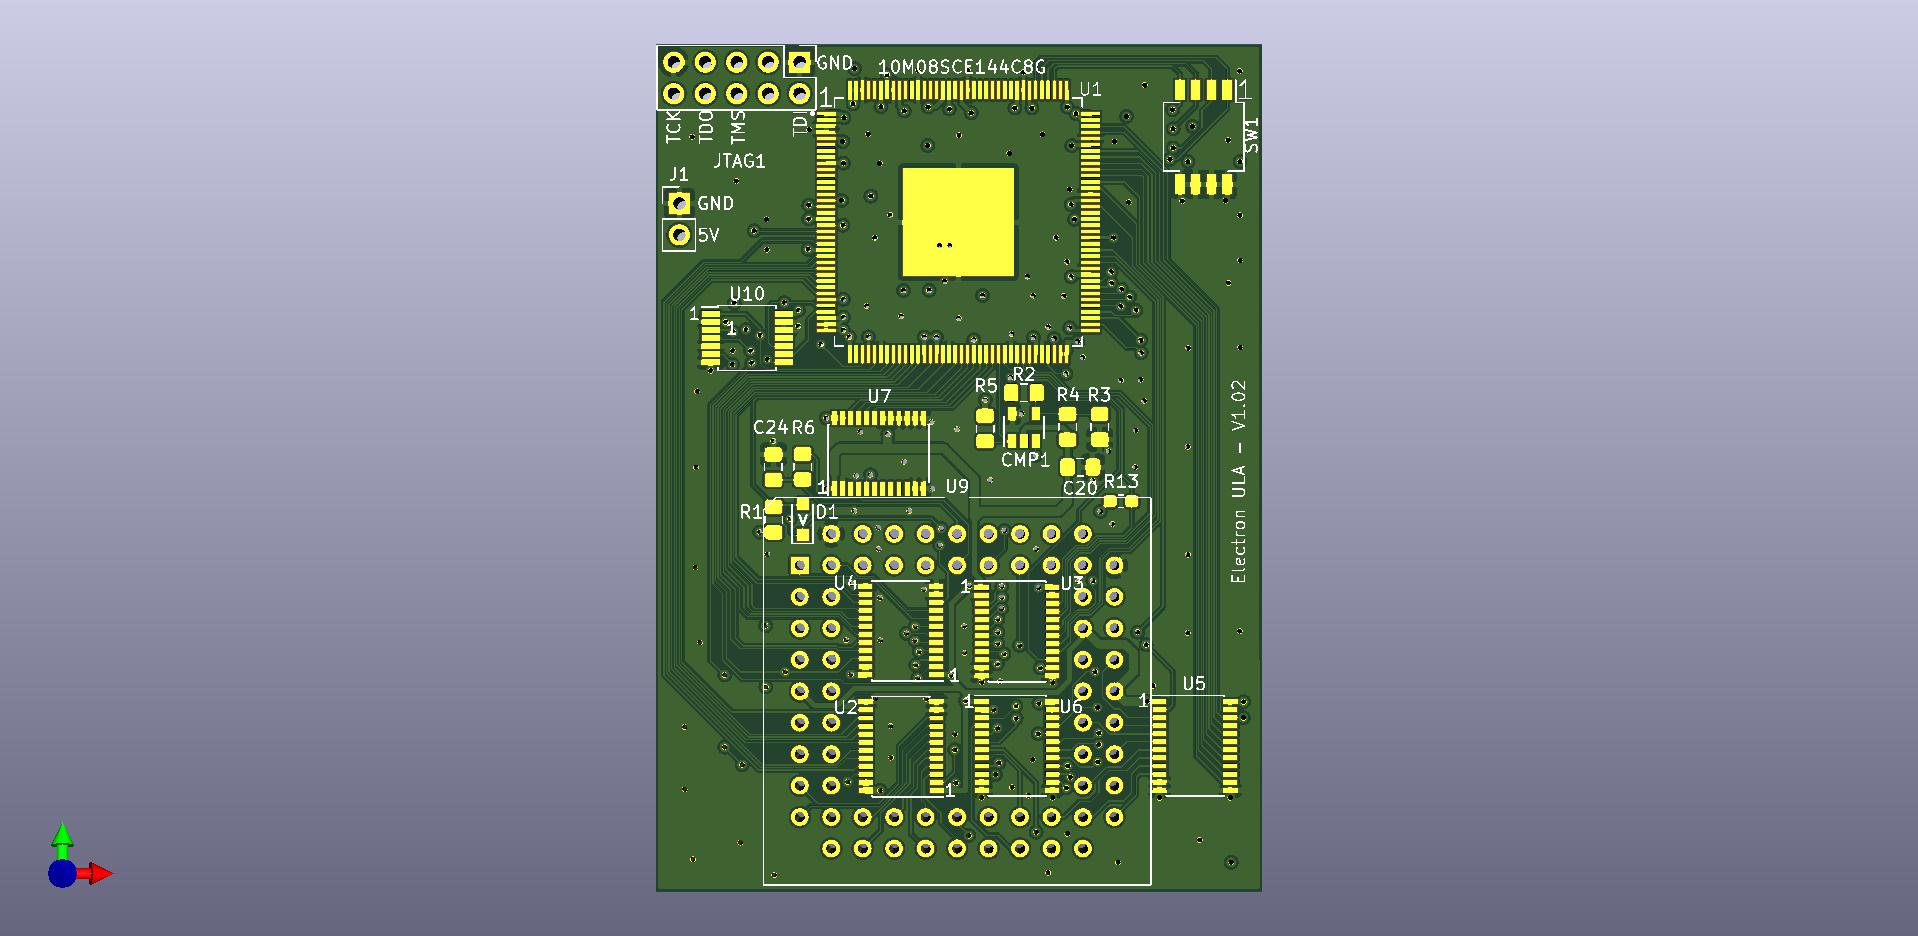 GND
10M08SCE144C8G
U1
1
1
TCK
TDO
TMS
TDI
SW1
JTAG1
J1
GND
5V
U10
1
1
R2
R5
R4
R3
U7
Electron ULA - V1.02
C24
R6
CMP1
1
U9
C20
R13
R1
V
D1
U4
1
U3
1
U5
U2
1
U6
1
1